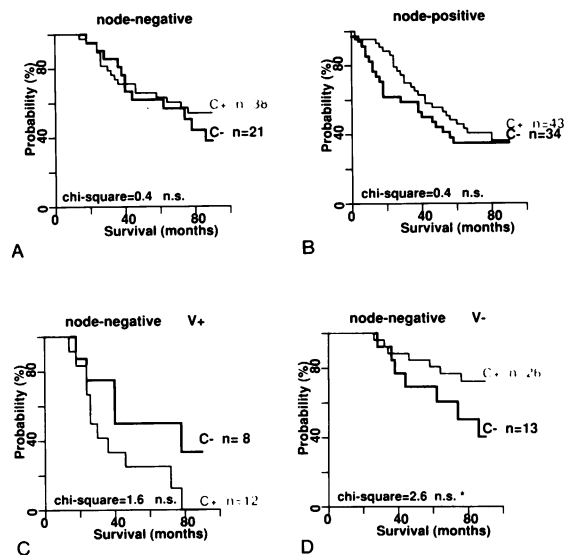 node-negative
Probability (%)
80
40
0
C+ n=38
C- n=21
chi-square=0.4 n.s.
0 40 80
Survival (months)
A
node-positive
Probability (%)
80
40
0
C+ n=43
C- n=34
chi-square=0.4 n.s.
0 40 80
Survival (months)
B
node-negative V+
Probability (%)
80
40
0
C- n= 8
chi-square=1.6 n.s.
C+ n=12
0 40 80
Survival (months)
C
node-negative V-
Probability (%)
80
40
0
C+ n=26
C- n=13
chi-square=2.6 n.s. *
0 40 80
Survival (months)
D